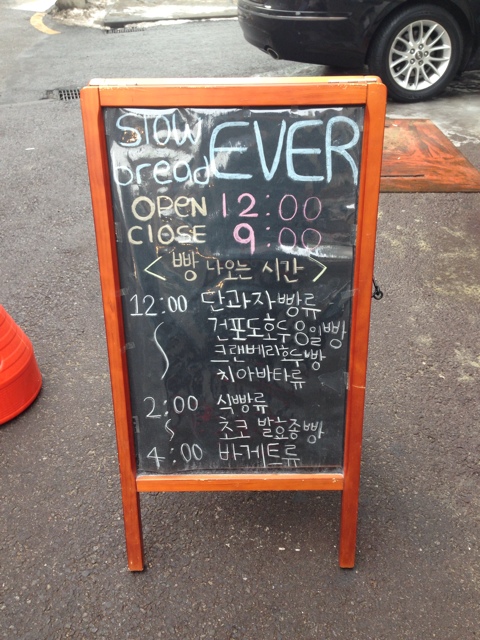 slow bread EVER
OPEN 12:00
CLOSE 9:00
< 빵 나오는 시간 >
12:00 단과자빵류
건포도호두호밀빵
크랜베리호두빵
치아바타류
2:00 식빵류
초코 발효종빵
4:00 바게트류